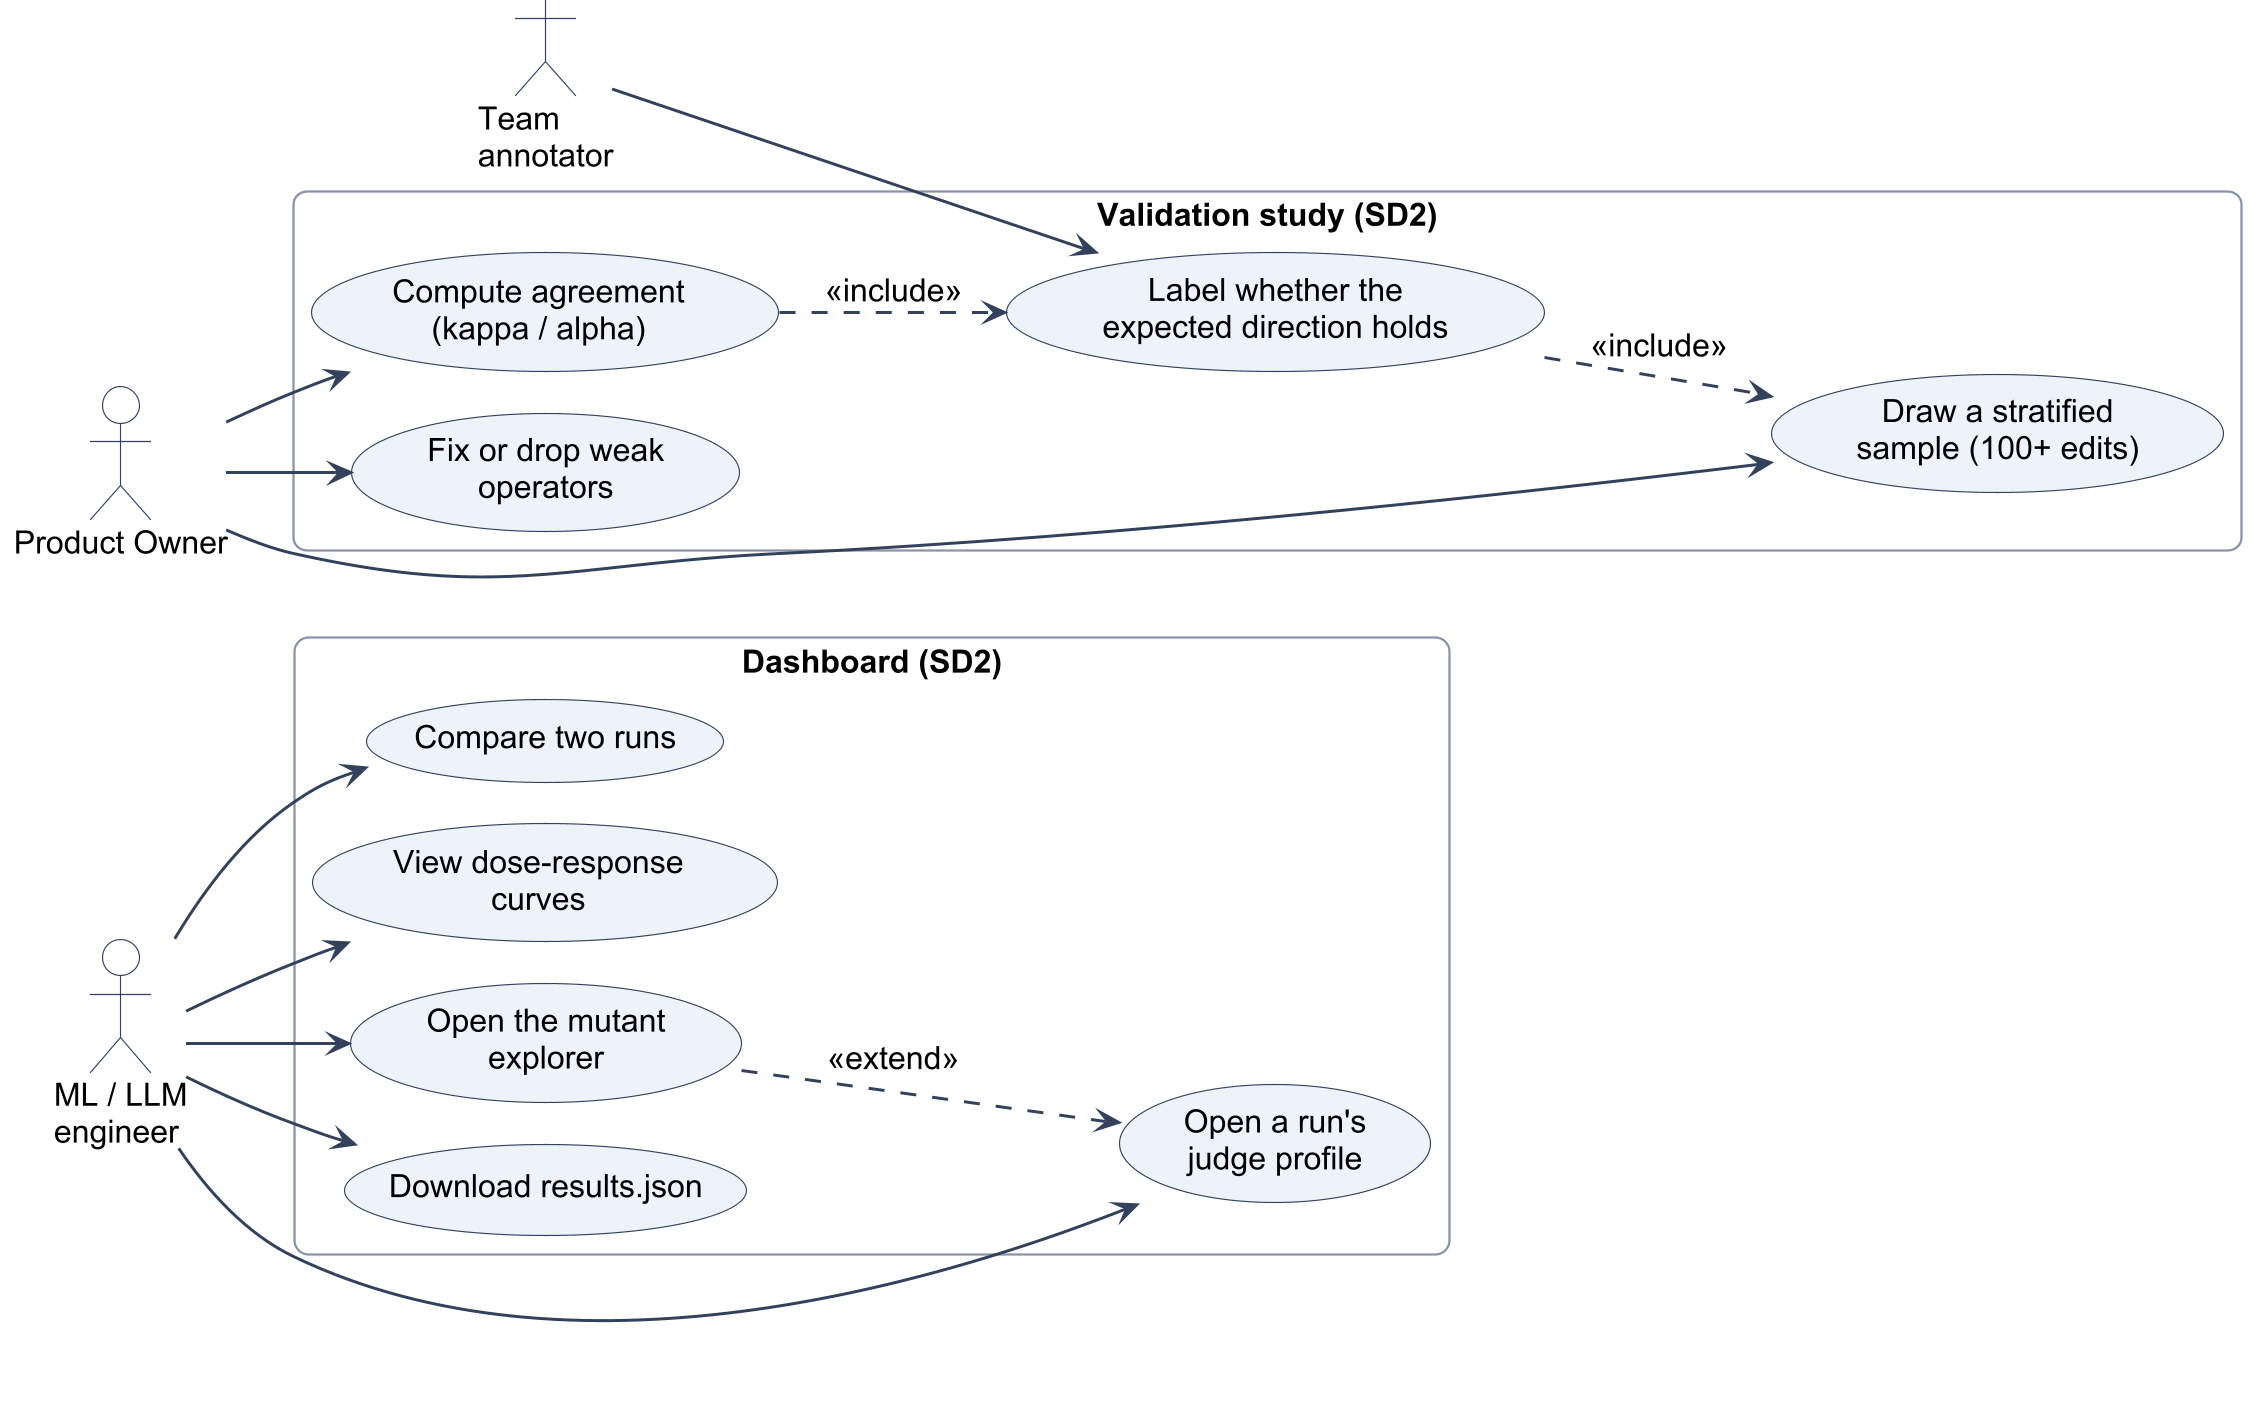 Team
annotator
Validation study (SD2)
Compute agreement
(kappa / alpha)
«include»
Label whether the
expected direction holds
«include»
Draw a stratified
sample (100+ edits)
Fix or drop weak
operators
Product Owner
Dashboard (SD2)
Compare two runs
View dose-response
curves
Open the mutant
explorer
«extend»
Open a run's
judge profile
ML / LLM
engineer
Download results.json